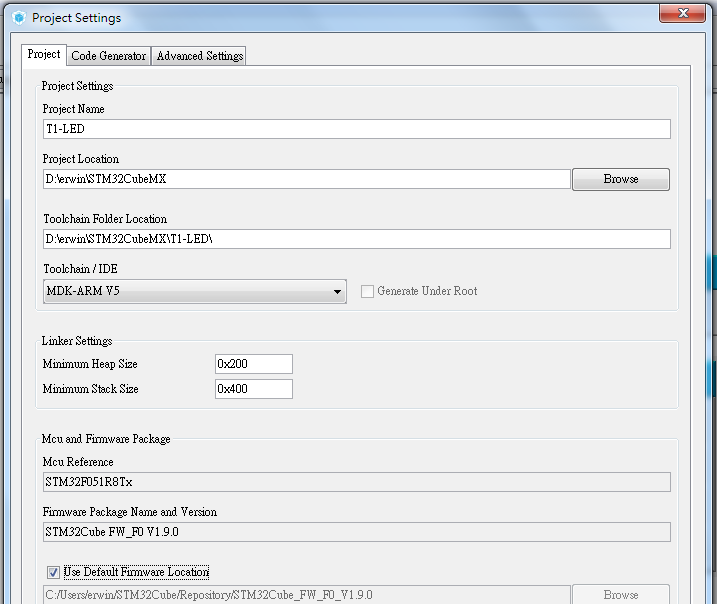 Project Settings
Project Code Generator Advanced Settings
Project Settings
Project Name
T1-LED
Project Location
D:\erwin\STM32CubeMX Browse
Toolchain Folder Location
D:\erwin\STM32CubeMX\T1-LED\
Toolchain / IDE
MDK-ARM V5 Generate Under Root
Linker Settings
Minimum Heap Size 0x200
Minimum Stack Size 0x400
Mcu and Firmware Package
Mcu Reference
STM32F051R8Tx
Firmware Package Name and Version
STM32Cube FW_F0 V1.9.0
Use Default Firmware Location
C:/Users/erwin/STM32Cube/Repository/STM32Cube_FW_F0_V1.9.0 Browse